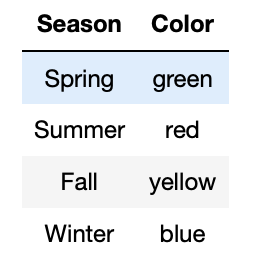 Season Color
Spring green
Summer red
Fall yellow
Winter blue